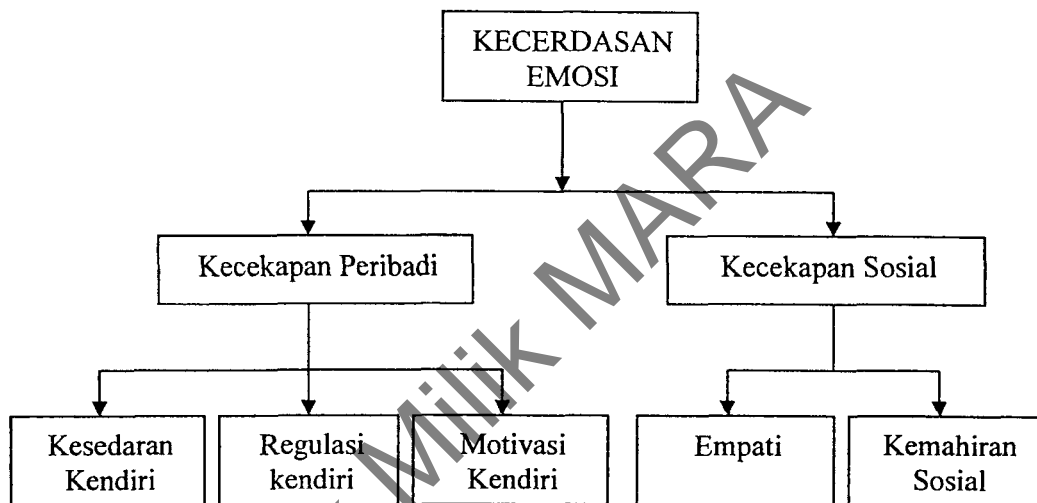 KECERDASAN
EMOSI
Kecekapan Peribadi
Kecekapan Sosial
Kesedaran
Kendiri
Regulasi
kendiri
Motivasi
Kendiri
Empati
Kemahiran
Sosial
Milik MARA